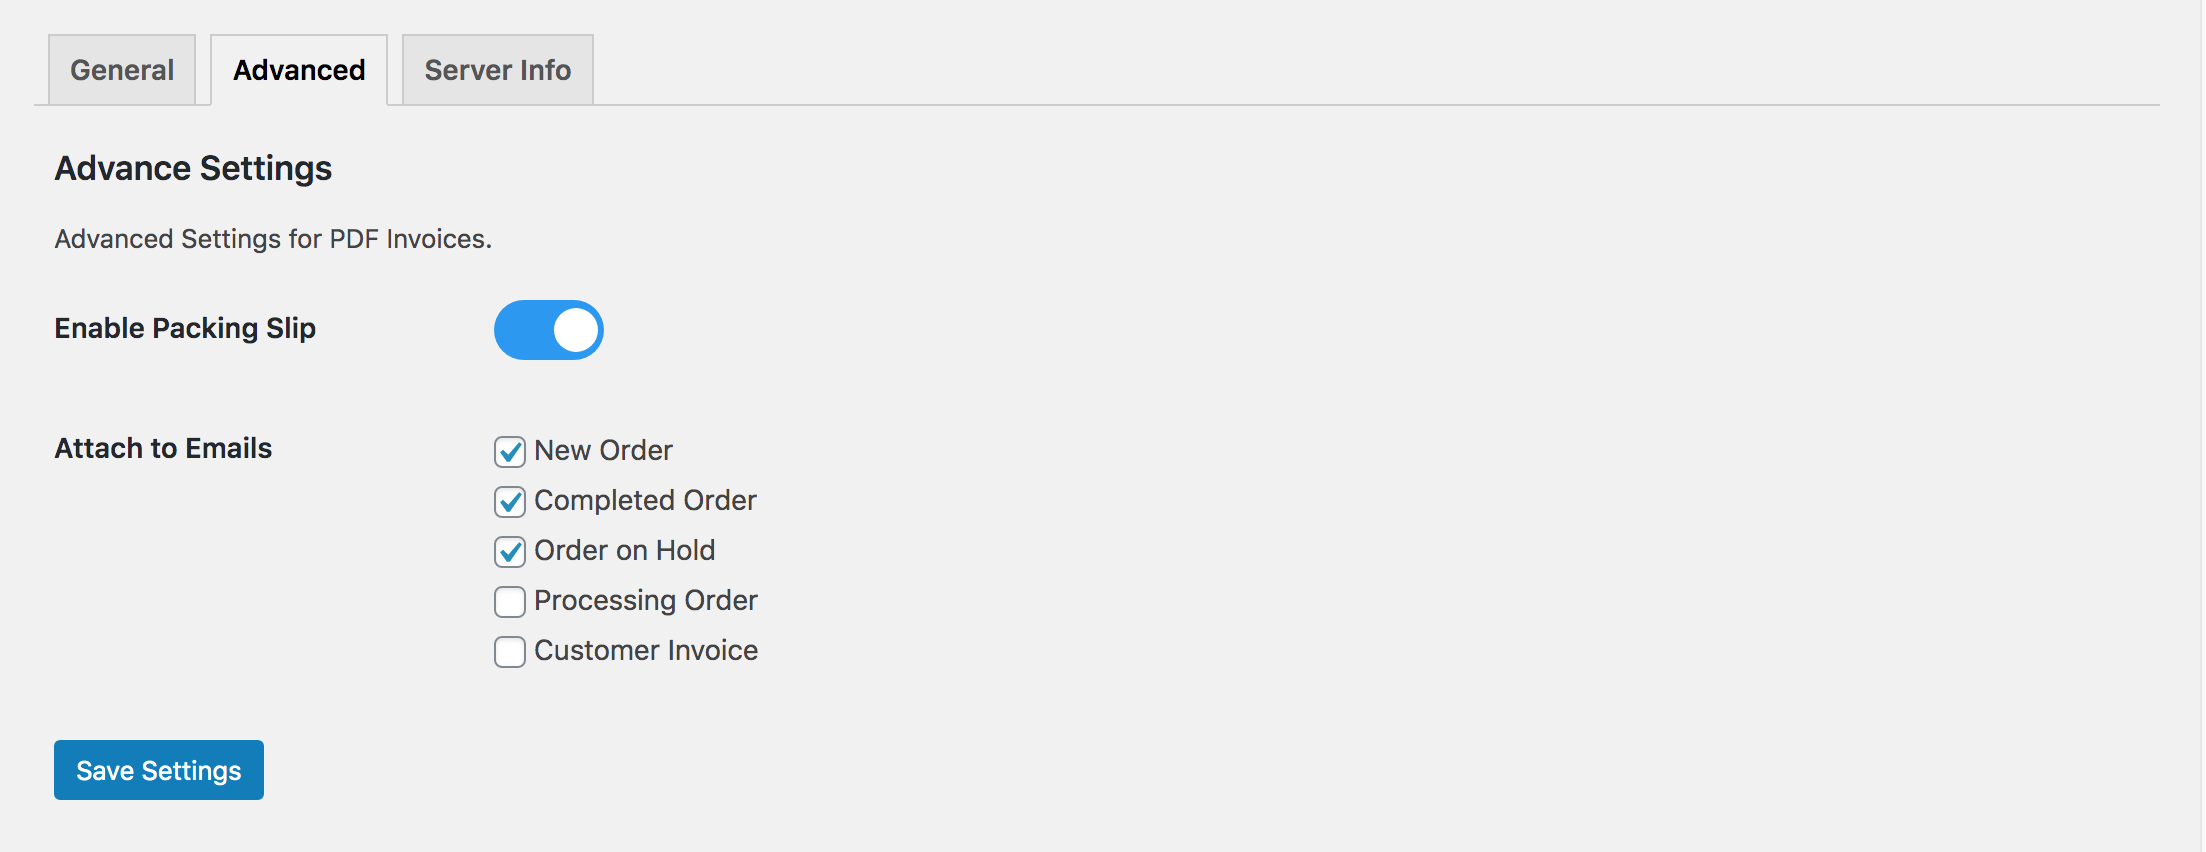 General Advanced Server Info
Advance Settings
Advanced Settings for PDF Invoices.
Enable Packing Slip
Attach to Emails
New Order
Completed Order
Order on Hold
Processing Order
Customer Invoice
Save Settings